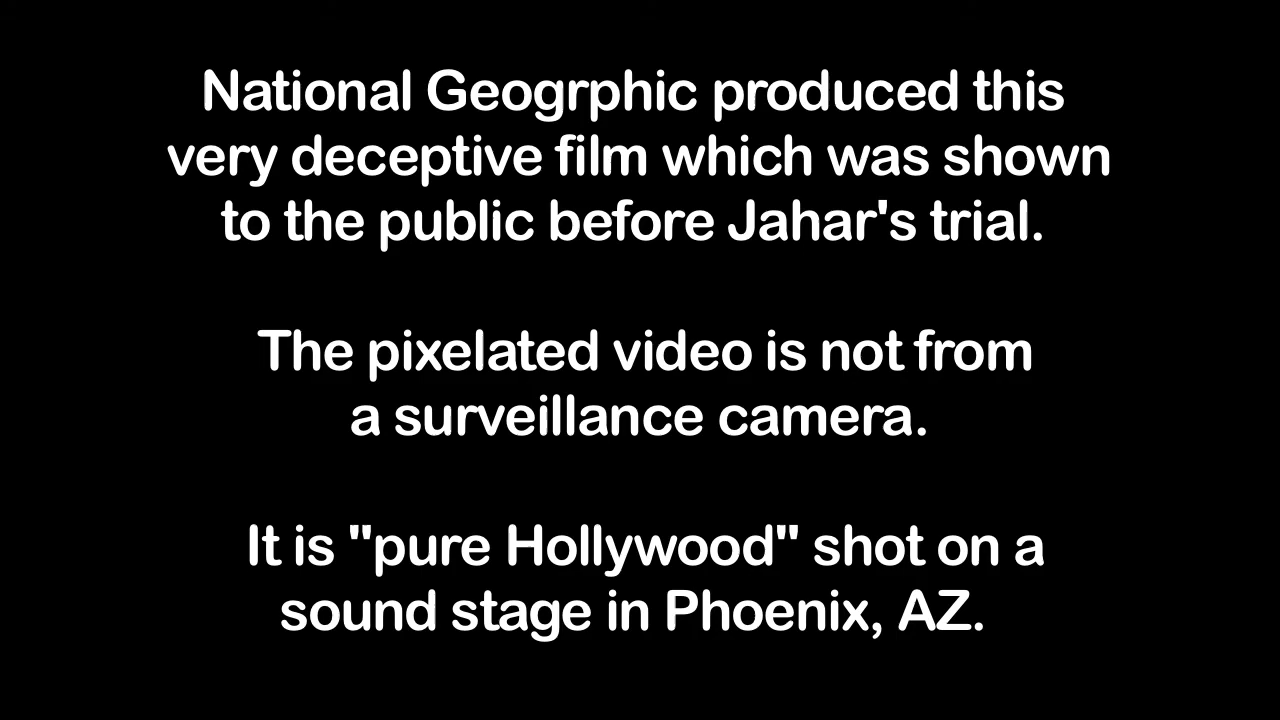 National Geogrphic produced this
very deceptive film which was shown
to the public before Jahar's trial.
The pixelated video is not from
a surveillance camera.
It is "pure Hollywood" shot on a
sound stage in Phoenix, AZ.